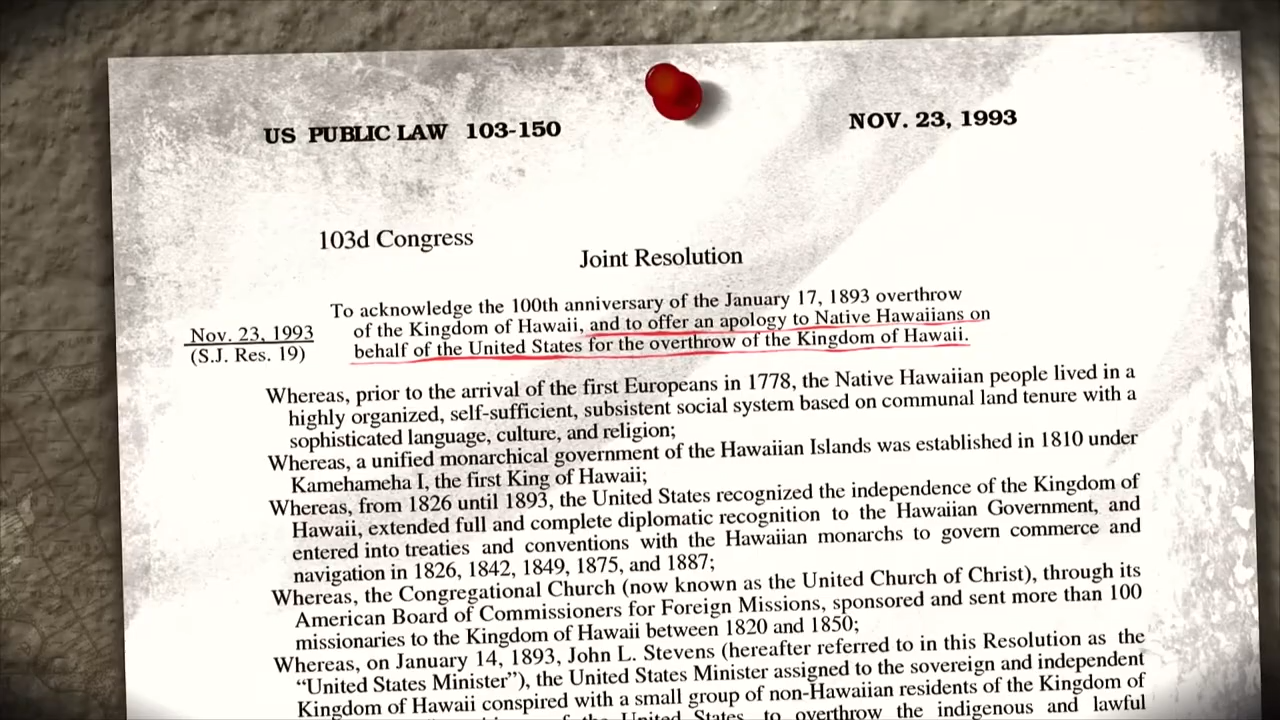 US PUBLIC LAW 103-150
NOV. 23, 1993
103d Congress
Joint Resolution
Nov. 23, 1993
(S.J. Res. 19)
To acknowledge the 100th anniversary of the January 17, 1893 overthrow
of the Kingdom of Hawaii, and to offer an apology to Native Hawaiians on
behalf of the United States for the overthrow of the Kingdom of Hawaii.
Whereas, prior to the arrival of the first Europeans in 1778, the Native Hawaiian people lived in a
highly organized, self-sufficient, subsistent social system based on communal land tenure with a
sophisticated language, culture, and religion;
Whereas, a unified monarchical government of the Hawaiian Islands was established in 1810 under
Kamehameha I, the first King of Hawaii;
Whereas, from 1826 until 1893, the United States recognized the independence of the Kingdom of
Hawaii, extended full and complete diplomatic recognition to the Hawaiian Government, and
entered into treaties and conventions with the Hawaiian monarchs to govern commerce and
navigation in 1826, 1842, 1849, 1875, and 1887;
Whereas, the Congregational Church (now known as the United Church of Christ), through its
American Board of Commissioners for Foreign Missions, sponsored and sent more than 100
missionaries to the Kingdom of Hawaii between 1820 and 1850;
Whereas, on January 14, 1893, John L. Stevens (hereafter referred to in this Resolution as the
“United States Minister”), the United States Minister assigned to the sovereign and independent
Kingdom of Hawaii conspired with a small group of non-Hawaiian residents of the Kingdom of
the United States, to overthrow the indigenous and lawful